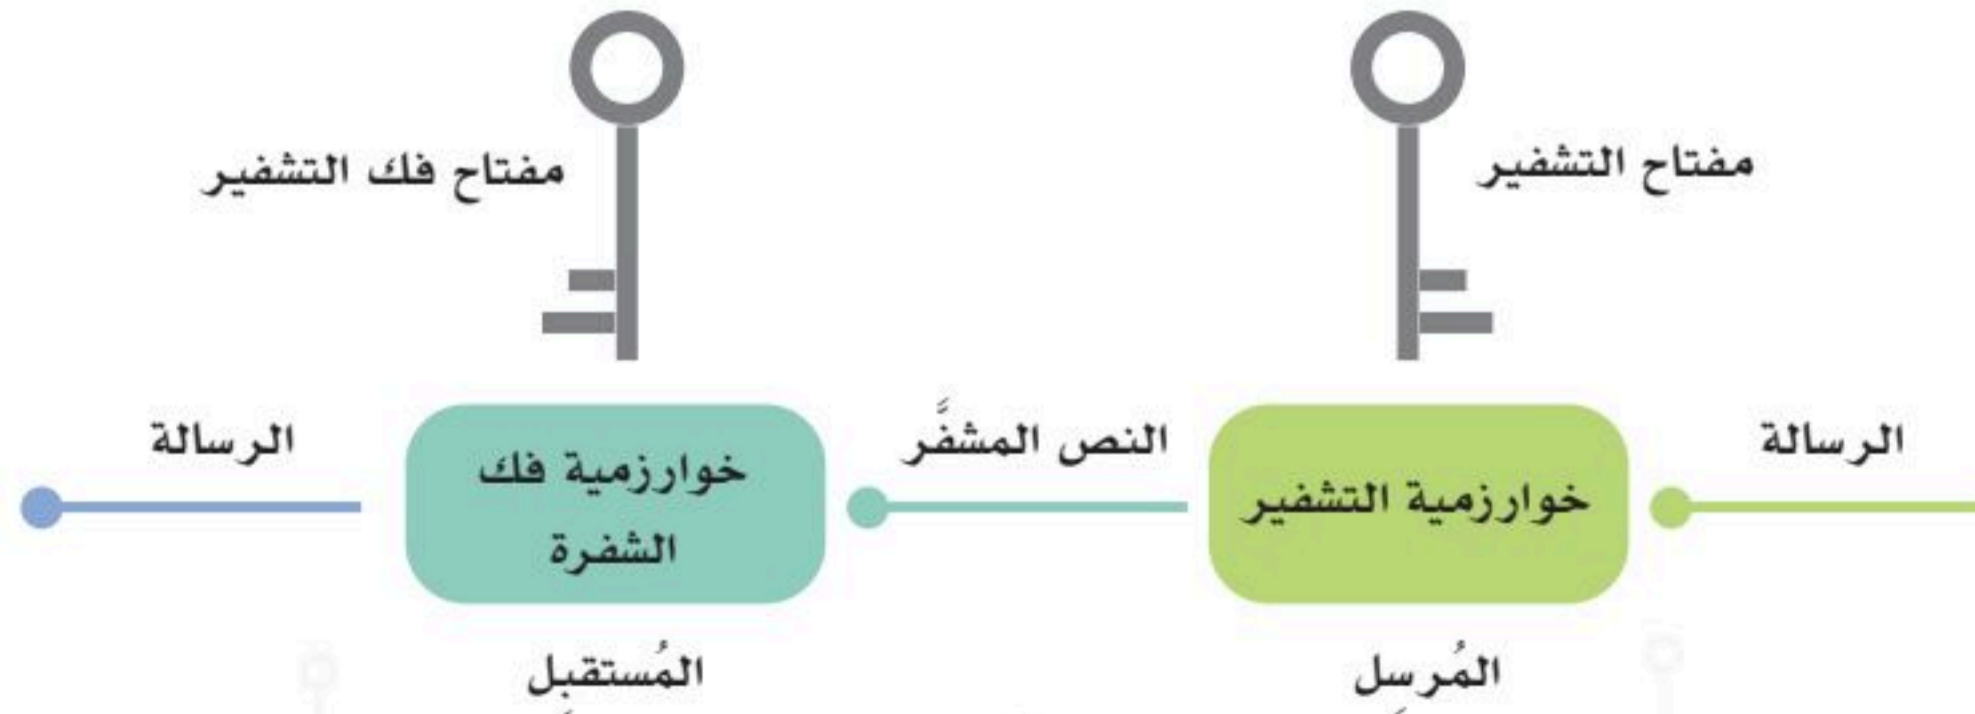 مفتاح التشفير
مفتاح فك التشفير
الرسالة
خوارزمية التشفير
النص المشفَّر
خوارزمية فك
الشفرة
الرسالة
المُرسل
المُستقبل